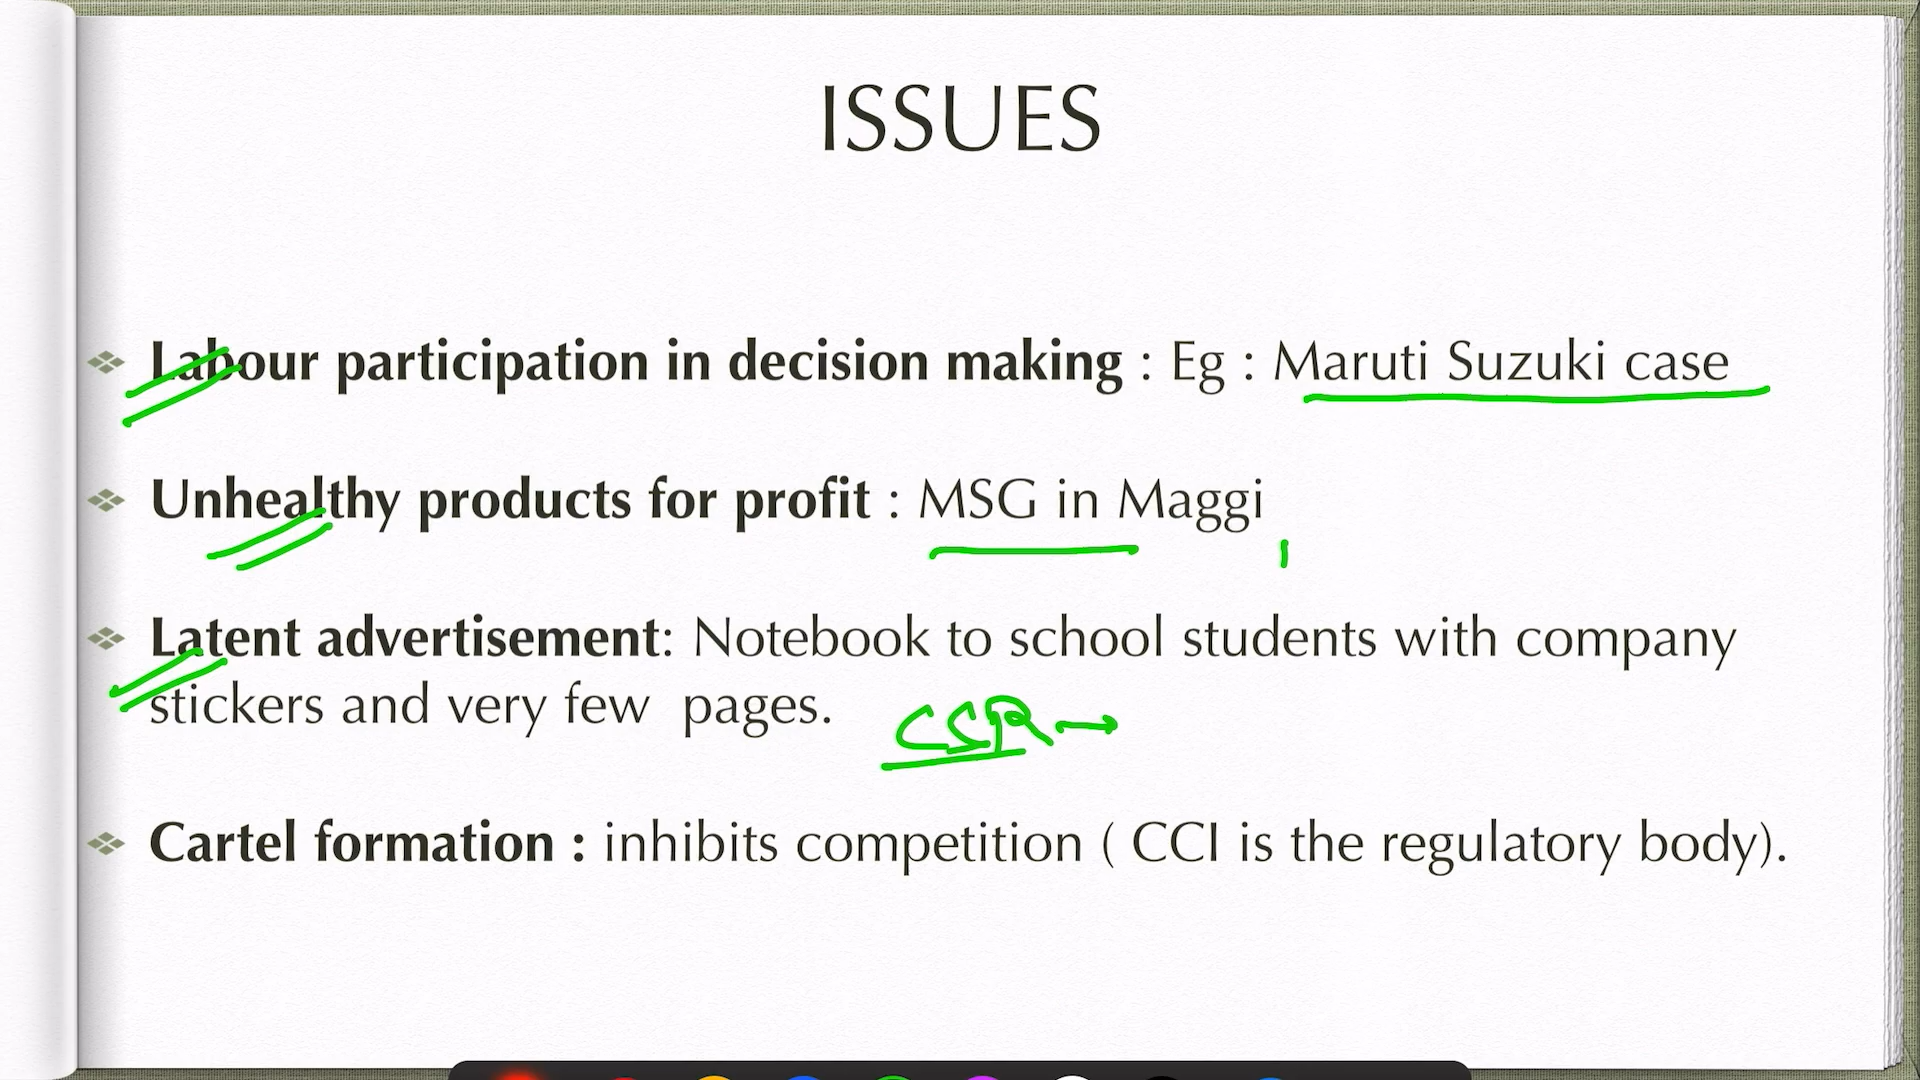 ISSUES
Labour participation in decision making : Eg : Maruti Suzuki case
Unhealthy products for profit : MSG in Maggi
Latent advertisement: Notebook to school students with company
stickers and very few pages.
CSR →
Cartel formation : inhibits competition ( CCI is the regulatory body).